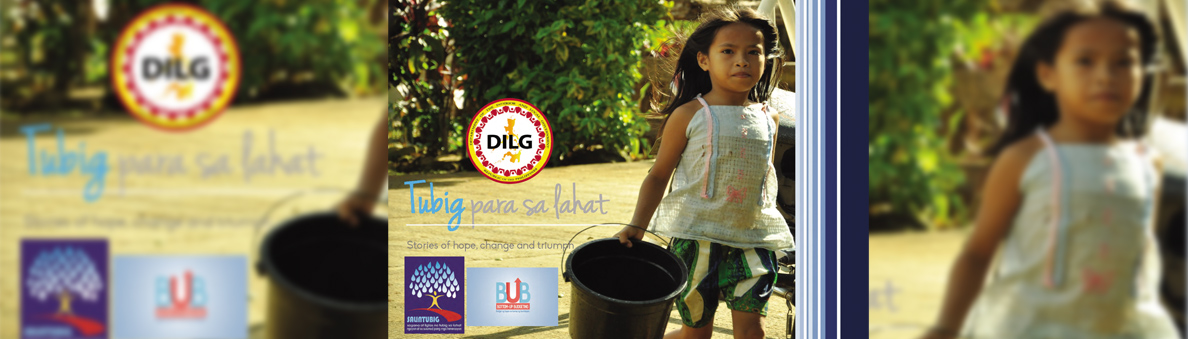 DILG
Tubig para sa lahat
Stories of hope, change and triumph
SALINTUBIG
BUB
BOTTOM-UP BUDGETING